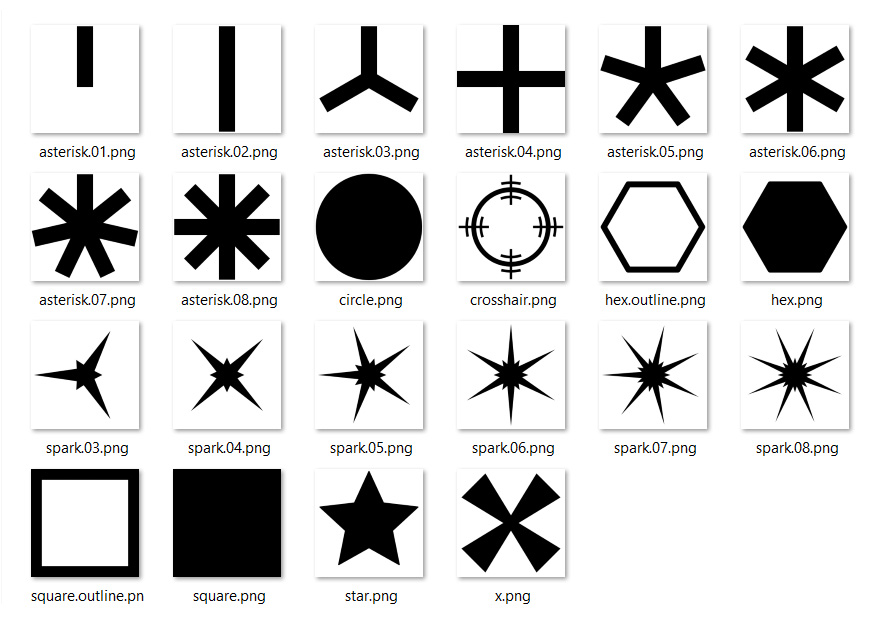 asterisk.01.png
asterisk.02.png
asterisk.03.png
asterisk.04.png
asterisk.05.png
asterisk.06.png
asterisk.07.png
asterisk.08.png
circle.png
crosshair.png
hex.outline.png
hex.png
spark.03.png
spark.04.png
spark.05.png
spark.06.png
spark.07.png
spark.08.png
square.outline.pn
square.png
star.png
x.png